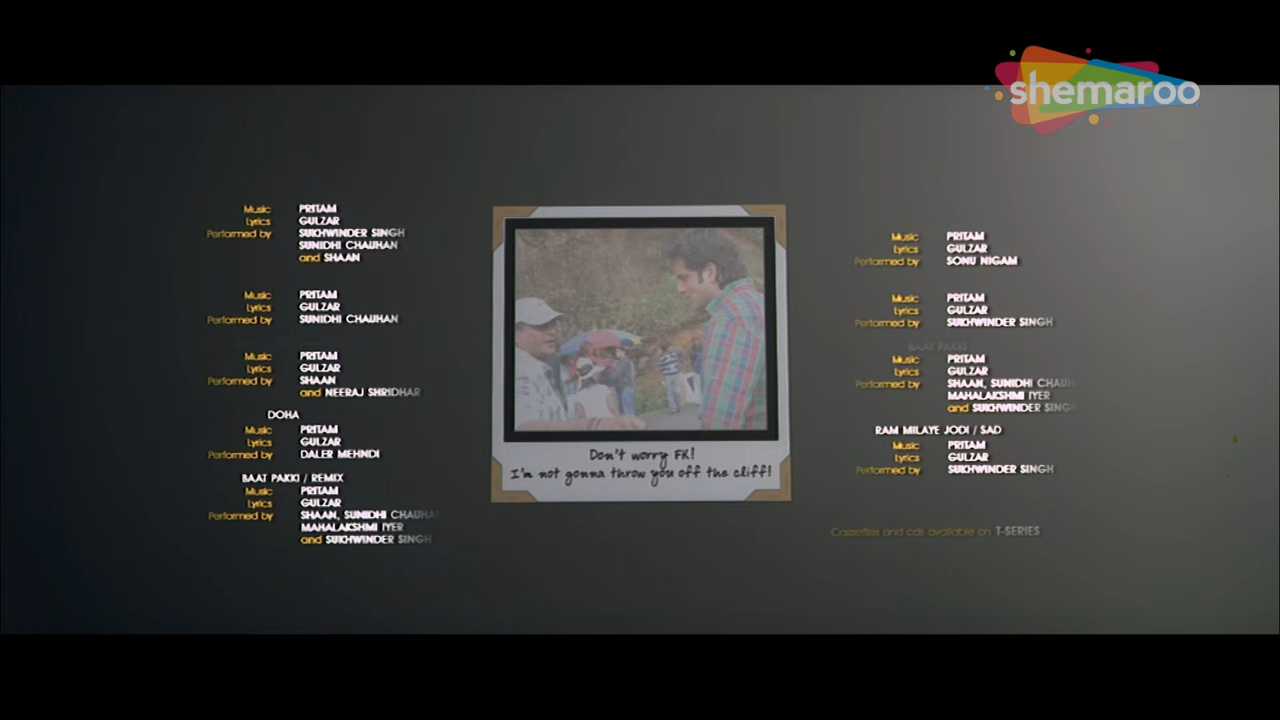 shemaroo
Music PRITAM
Lyrics GULZAR
Performed by SUKHWINDER SINGH
SUNIDHI CHAUHAN
and SHAAN
Music PRITAM
Lyrics GULZAR
Performed by SUNIDHI CHAUHAN
Music PRITAM
Lyrics GULZAR
Performed by SHAAN
and NEERAJ SHRIDHAR
DOHA
Music PRITAM
Lyrics GULZAR
Performed by DALER MEHNDI
BAAT PAKKI / REMIX
Music PRITAM
Lyrics GULZAR
Performed by SHAAN, SUNIDHI CHAUHAN
MAHALAKSHMI IYER
and SUKHWINDER SINGH
Don't worry FK!
I'm not gonna throw you off the cliff!
Music PRITAM
Lyrics GULZAR
Performed by SONU NIGAM
Music PRITAM
Lyrics GULZAR
Performed by SUKHWINDER SINGH
BAAT PAKKI
Music PRITAM
Lyrics GULZAR
Performed by SHAAN, SUNIDHI CHAUH
MAHALAKSHMI IYER
and SUKHWINDER SINGH
RAM MILAYE JODI / SAD
Music PRITAM
Lyrics GULZAR
Performed by SUKHWINDER SINGH
Cassettes and cds available on T-SERIES